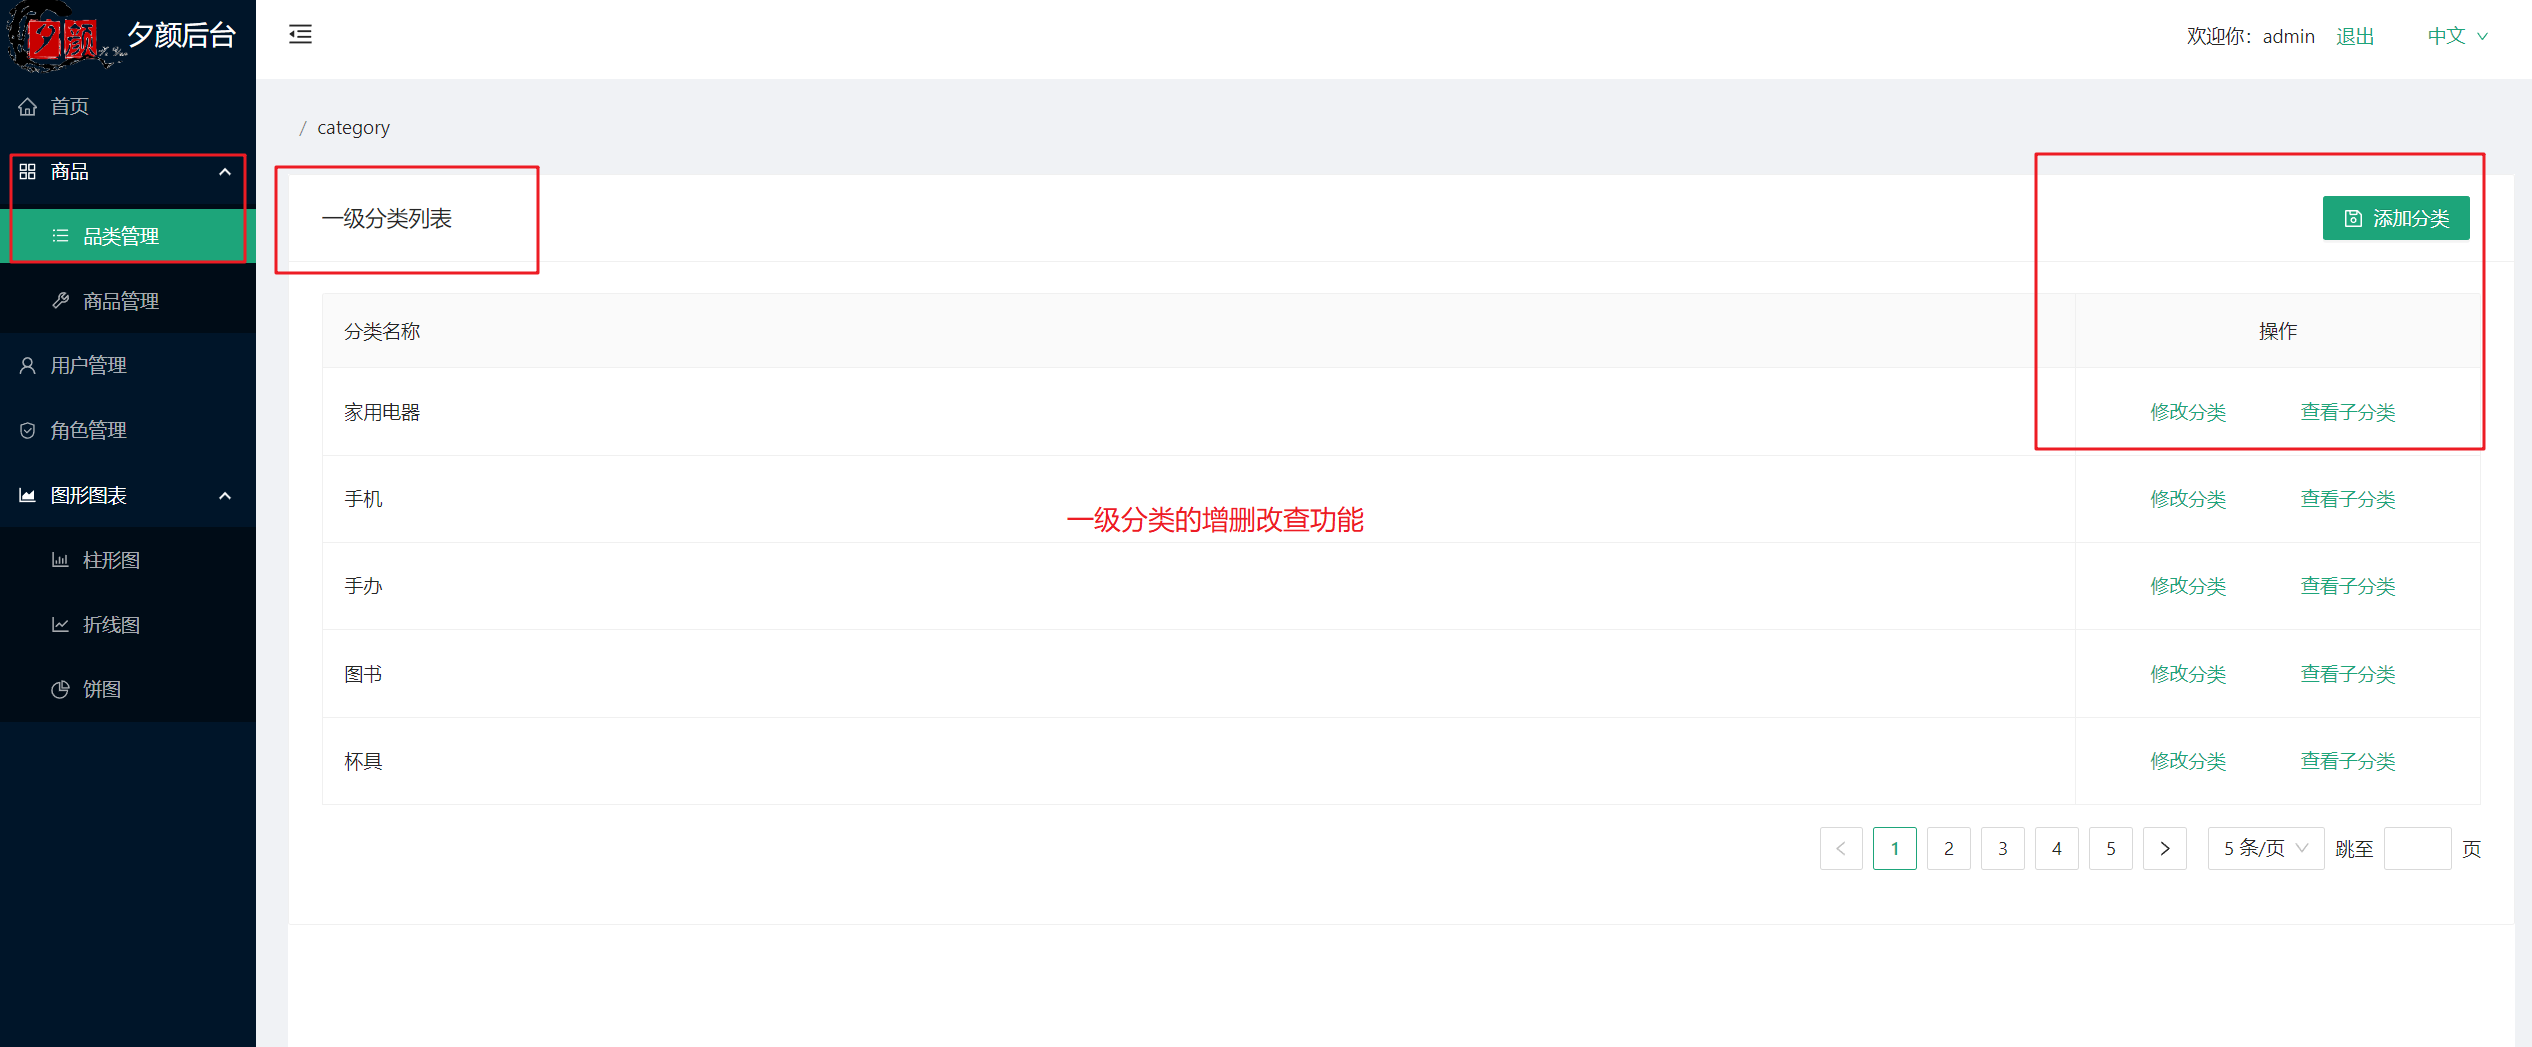 夕颜
夕颜后台
欢迎你：admin 退出 中文
首页
/ category
商品
品类管理
商品管理
用户管理
角色管理
图形图表
柱形图
折线图
饼图
一级分类列表
添加分类
分类名称 操作
家用电器 修改分类 查看子分类
手机 修改分类 查看子分类
一级分类的增删改查功能
手办 修改分类 查看子分类
图书 修改分类 查看子分类
杯具 修改分类 查看子分类
1 2 3 4 5 5 条/页 跳至 页